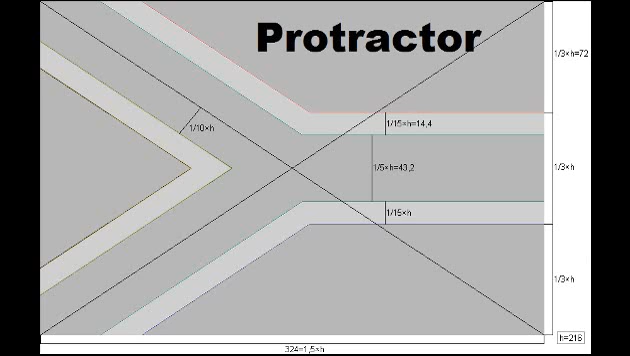 Protractor
1/3×h=72
1/15×h=14,4
1/10×h
1/5×h=43,2
1/3×h
1/15×h
1/3×h
h=216
324=1,5×h